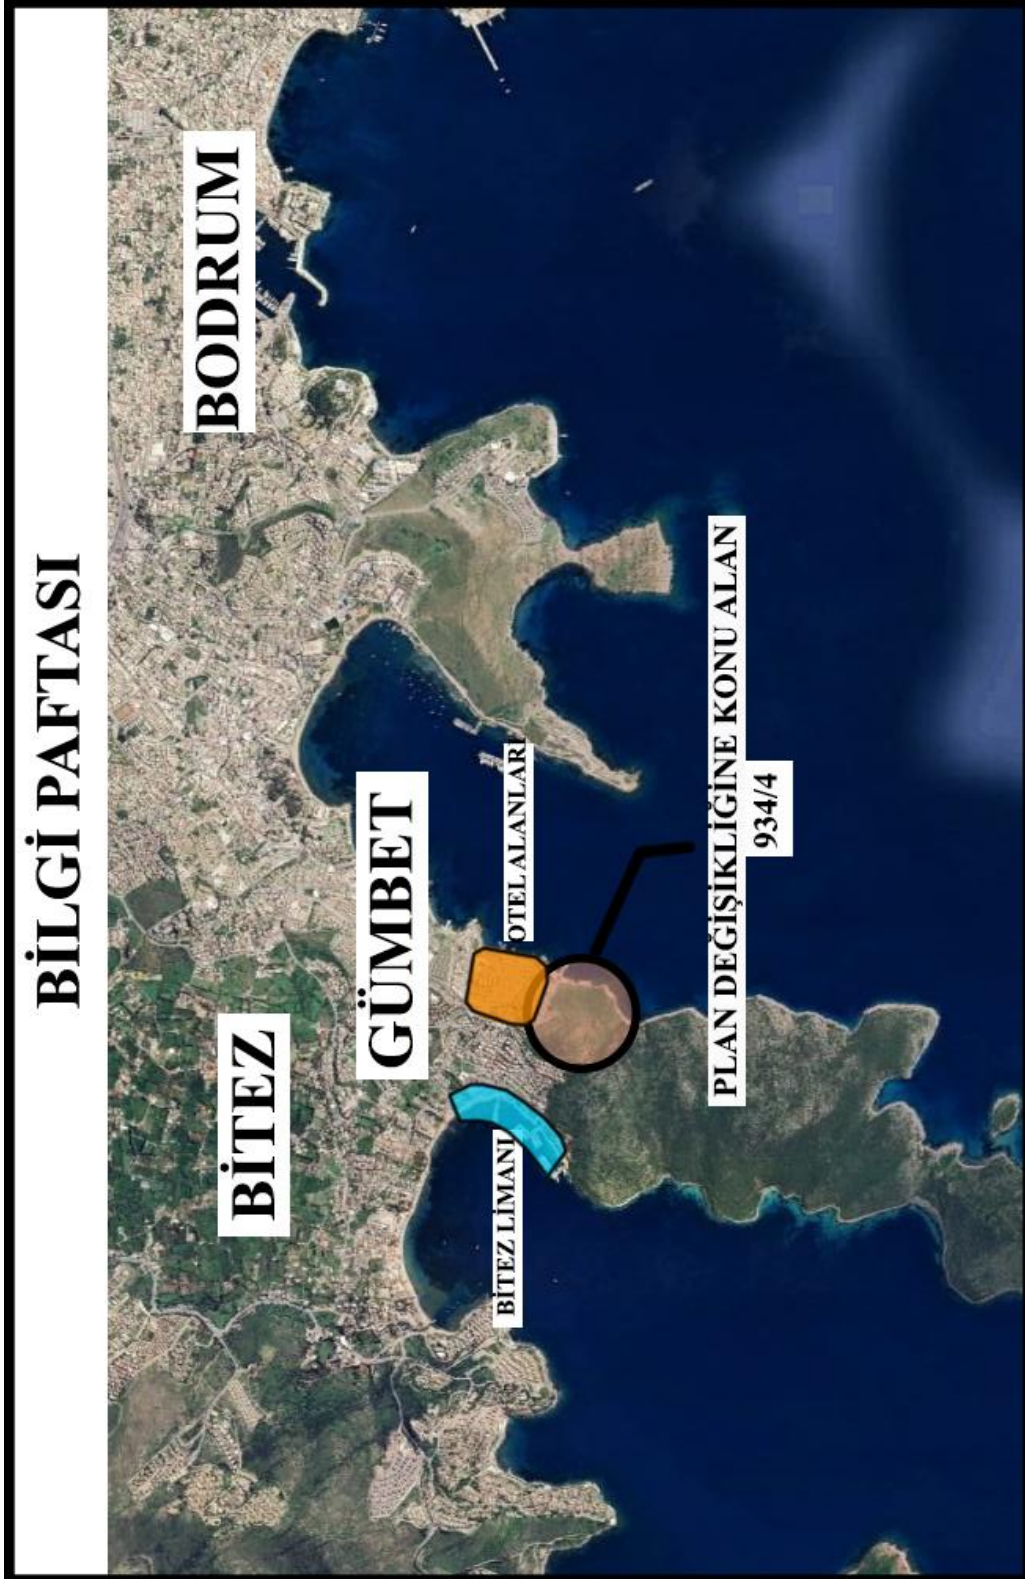 BİLGİ PAFTASI
BODRUM
BİTEZ
GÜMBET
OTEL ALANLARI
BİTEZ LİMANI
PLAN DEĞİŞİKLİĞİNE KONU ALAN
934/4